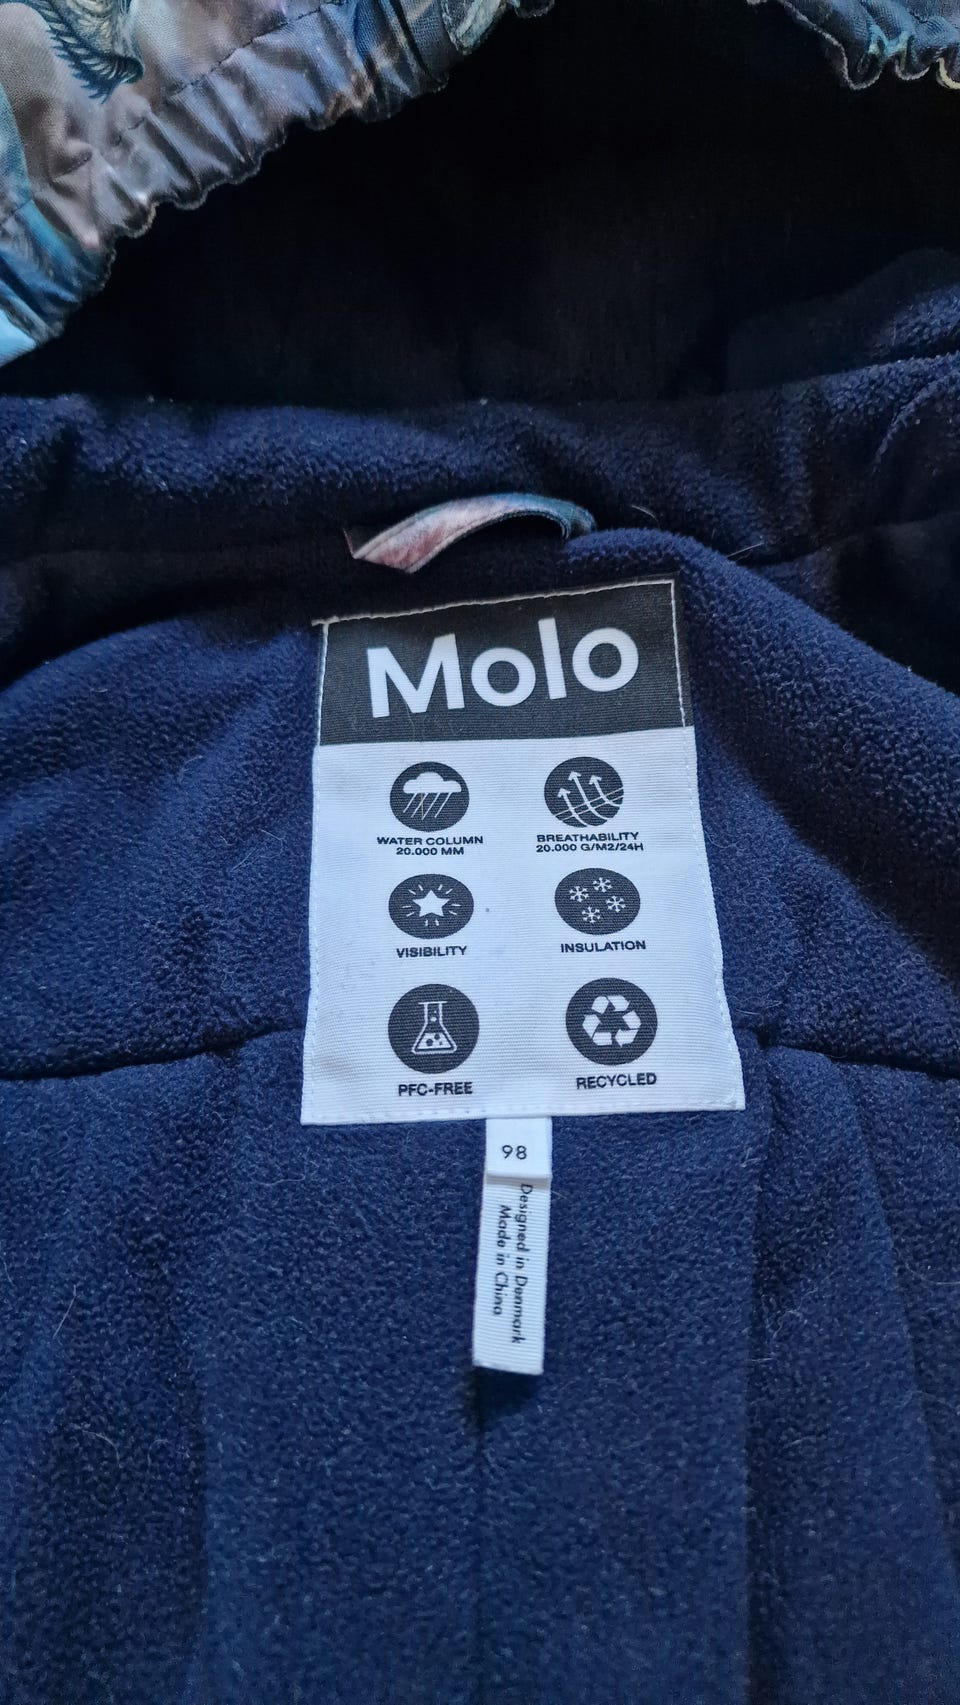 Molo
WATER COLUMN
20.000 MM
BREATHABILITY
20.000 G/M2/24H
VISIBILITY
INSULATION
PFC-FREE
RECYCLED
98
Designed in Denmark
Made in China